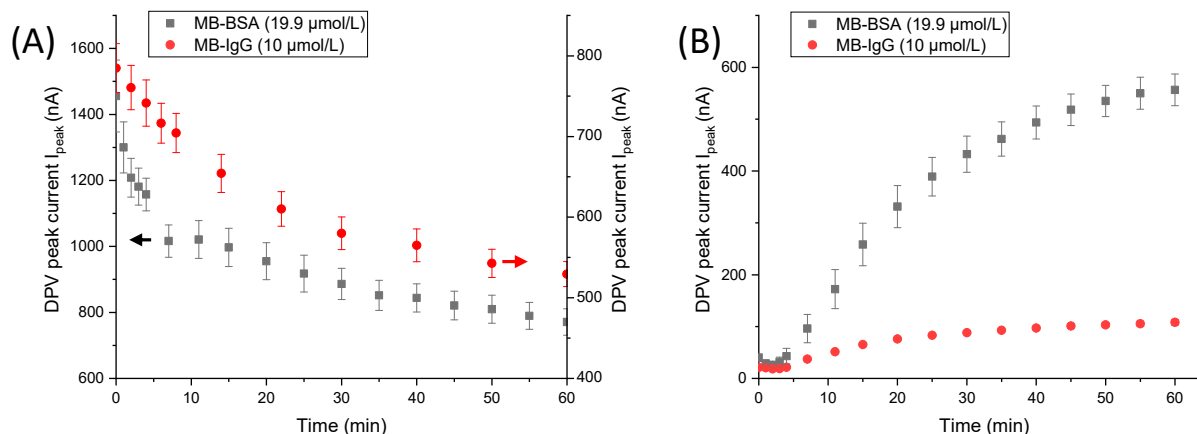 (A)
MB-BSA (19.9 µmol/L)
MB-IgG (10 µmol/L)
DPV peak current Ipeak (nA)
1600
1400
1200
1000
800
600
0
10
20
30
40
50
60
Time (min)
800
700
600
500
400
DPV peak current Ipeak (nA)
(B)
MB-BSA (19.9 µmol/L)
MB-IgG (10 µmol/L)
DPV peak current Ipeak (nA)
600
400
200
0
0
10
20
30
40
50
60
Time (min)